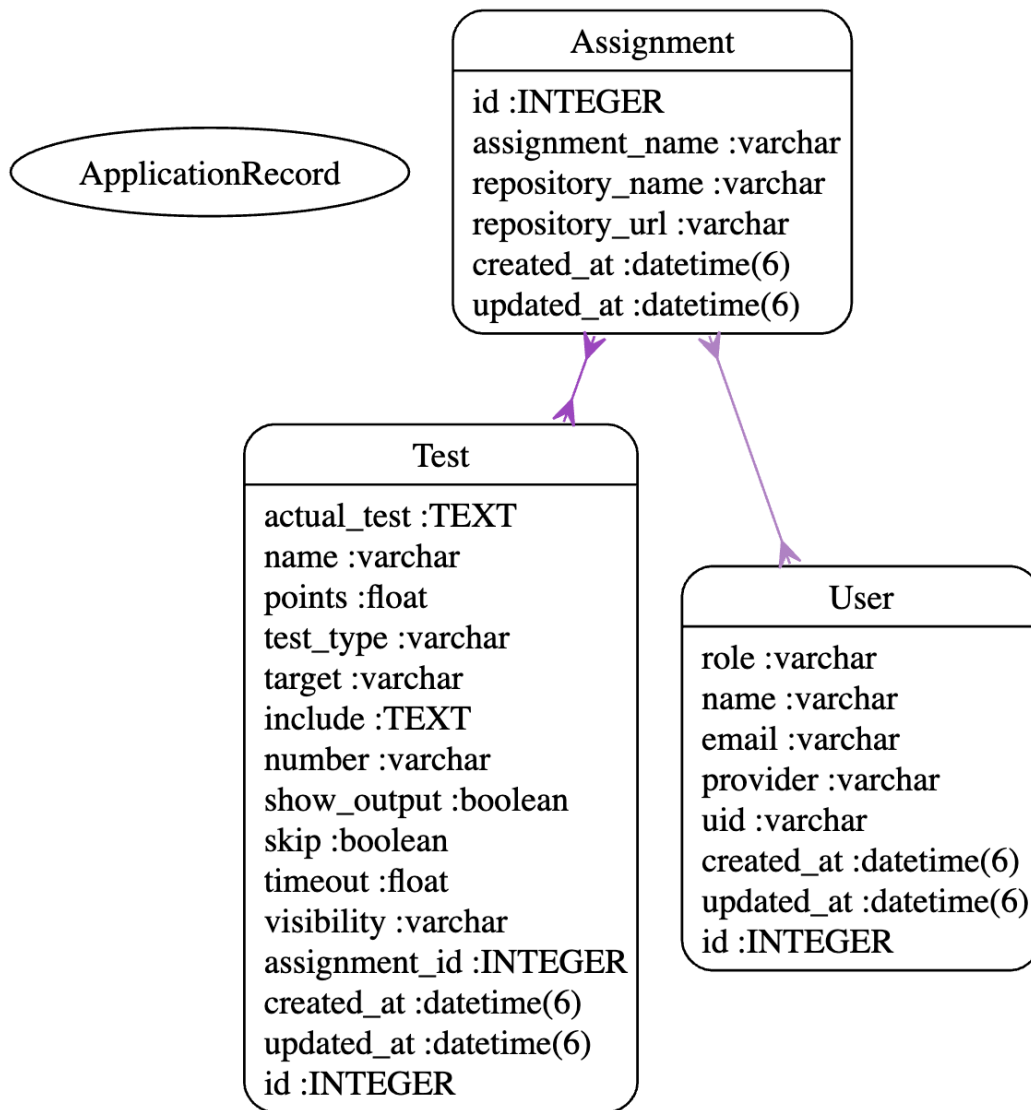 Assignment
id :INTEGER
assignment_name :varchar
repository_name :varchar
repository_url :varchar
created_at :datetime(6)
updated_at :datetime(6)
ApplicationRecord
Test
actual_test :TEXT
name :varchar
points :float
test_type :varchar
target :varchar
include :TEXT
number :varchar
show_output :boolean
skip :boolean
timeout :float
visibility :varchar
assignment_id :INTEGER
created_at :datetime(6)
updated_at :datetime(6)
id :INTEGER
User
role :varchar
name :varchar
email :varchar
provider :varchar
uid :varchar
created_at :datetime(6)
updated_at :datetime(6)
id :INTEGER